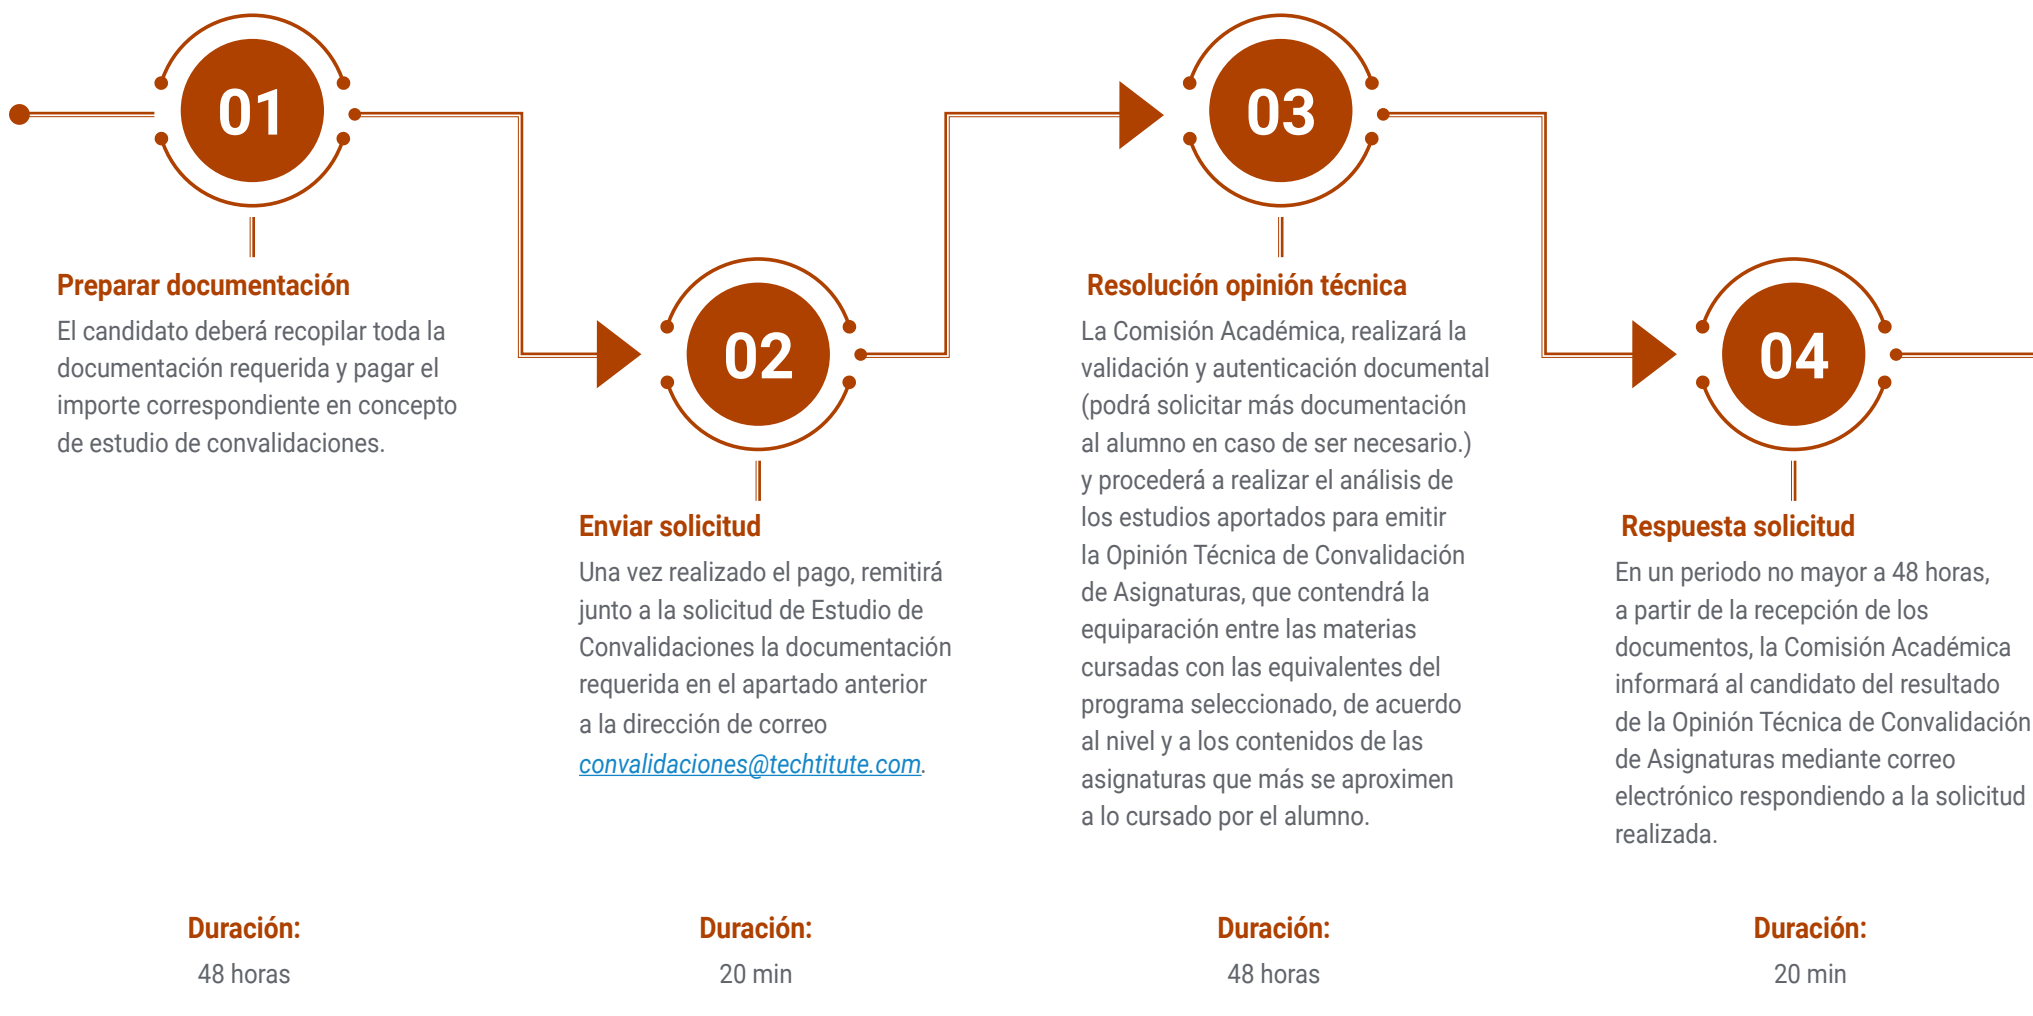 01
Preparar documentación
El candidato deberá recopilar toda la
documentación requerida y pagar el
importe correspondiente en concepto
de estudio de convalidaciones.
Duración:
48 horas
02
Enviar solicitud
Una vez realizado el pago, remitirá
junto a la solicitud de Estudio de
Convalidaciones la documentación
requerida en el apartado anterior
a la dirección de correo
convalidaciones@techtitute.com.
Duración:
20 min
03
Resolución opinión técnica
La Comisión Académica, realizará la
validación y autenticación documental
(podrá solicitar más documentación
al alumno en caso de ser necesario.)
y procederá a realizar el análisis de
los estudios aportados para emitir
la Opinión Técnica de Convalidación
de Asignaturas, que contendrá la
equiparación entre las materias
cursadas con las equivalentes del
programa seleccionado, de acuerdo
al nivel y a los contenidos de las
asignaturas que más se aproximen
a lo cursado por el alumno.
Duración:
48 horas
04
Respuesta solicitud
En un periodo no mayor a 48 horas,
a partir de la recepción de los
documentos, la Comisión Académica
informará al candidato del resultado
de la Opinión Técnica de Convalidación
de Asignaturas mediante correo
electrónico respondiendo a la solicitud
realizada.
Duración:
20 min